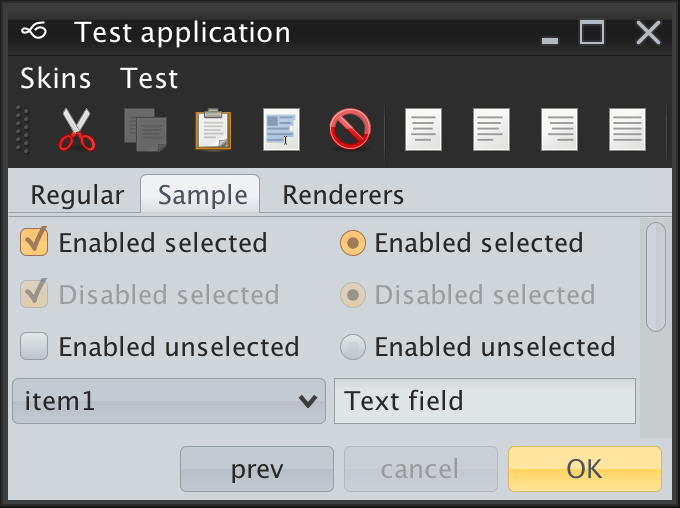 Test application
Skins Test
Regular Sample Renderers
Enabled selected Enabled selected
Disabled selected Disabled selected
Enabled unselected Enabled unselected
item1 Text field
prev cancel OK